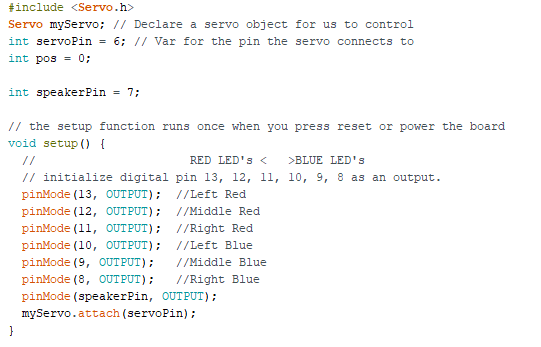 #include <Servo.h>
Servo myServo; // Declare a servo object for us to control
int servoPin = 6; // Var for the pin the servo connects to
int pos = 0;
int speakerPin = 7;
// the setup function runs once when you press reset or power the board
void setup() {
// RED LED's < >BLUE LED's
// initialize digital pin 13, 12, 11, 10, 9, 8 as an output.
pinMode(13, OUTPUT); //Left Red
pinMode(12, OUTPUT); //Middle Red
pinMode(11, OUTPUT); //Right Red
pinMode(10, OUTPUT); //Left Blue
pinMode(9, OUTPUT); //Middle Blue
pinMode(8, OUTPUT); //Right Blue
pinMode(speakerPin, OUTPUT);
myServo.attach(servoPin);
}